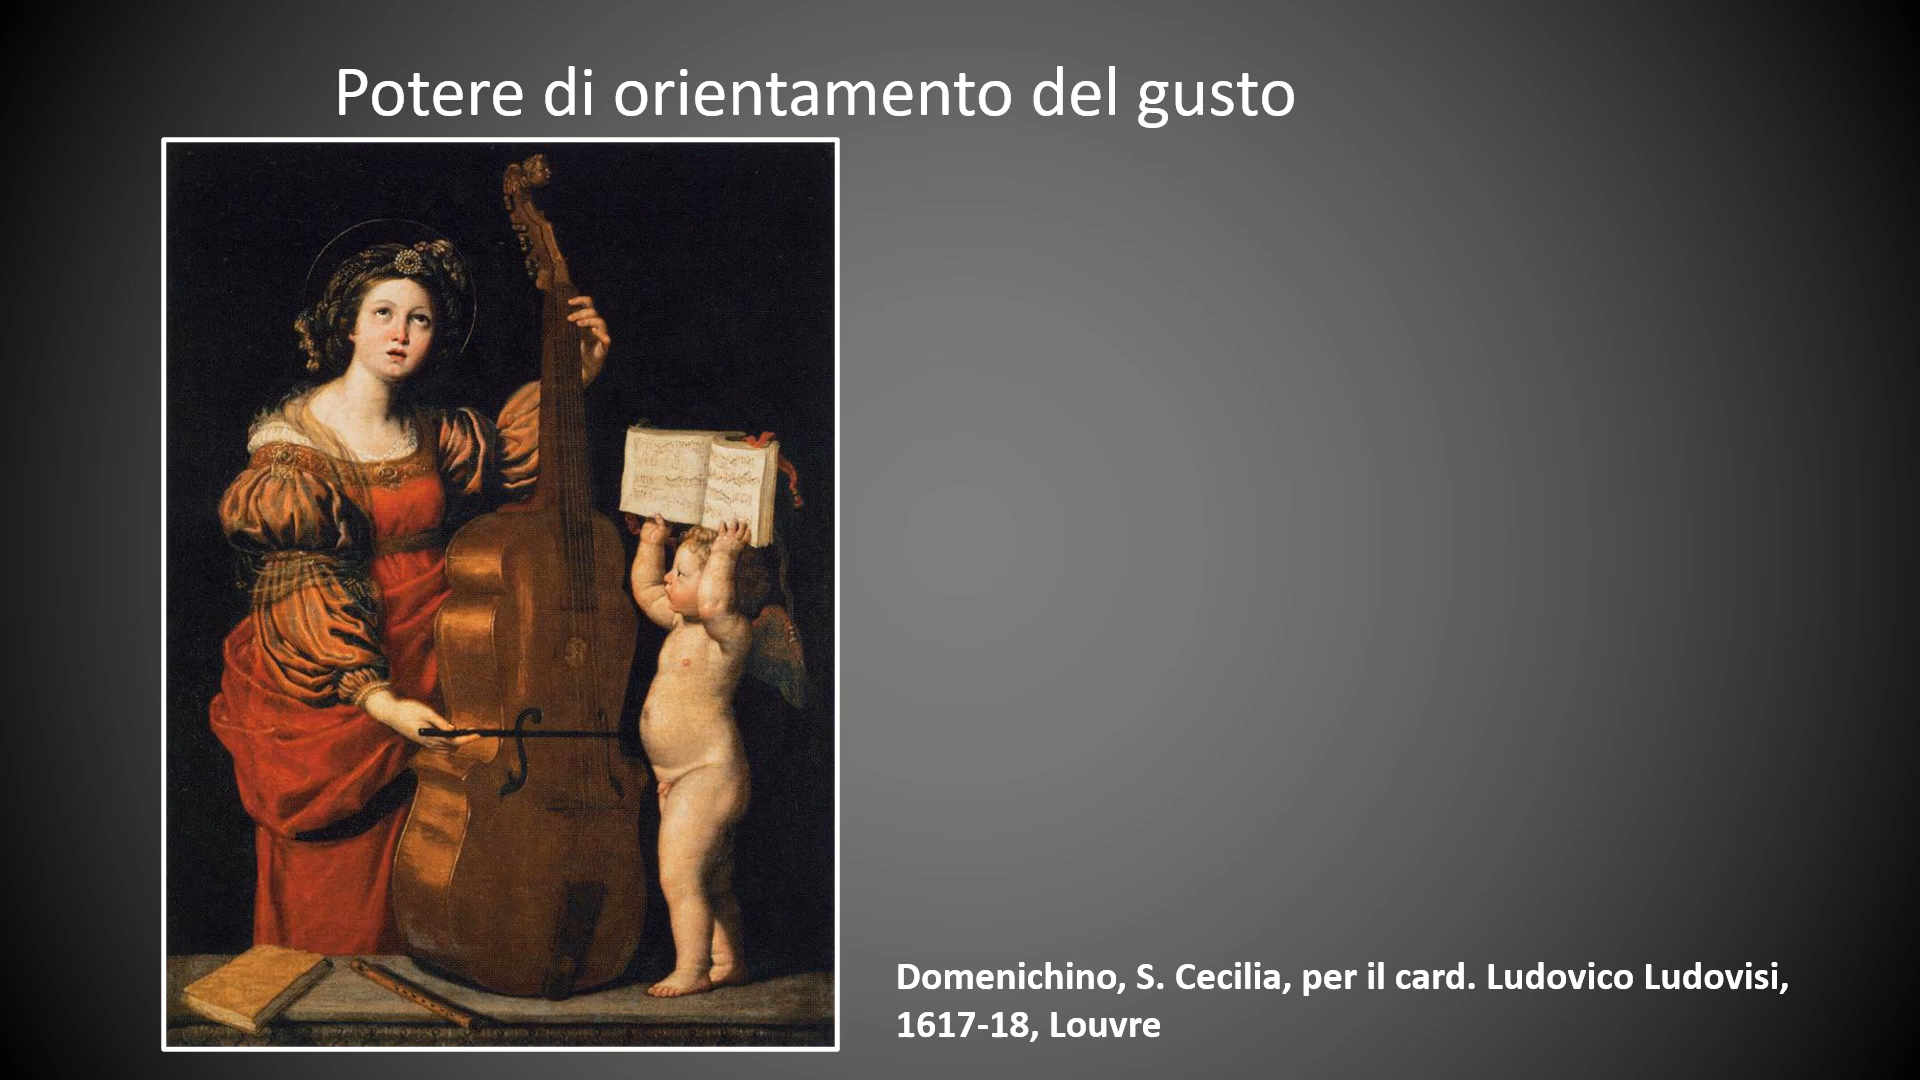 Potere di orientamento del gusto
Domenichino, S. Cecilia, per il card. Ludovico Ludovisi,
1617-18, Louvre